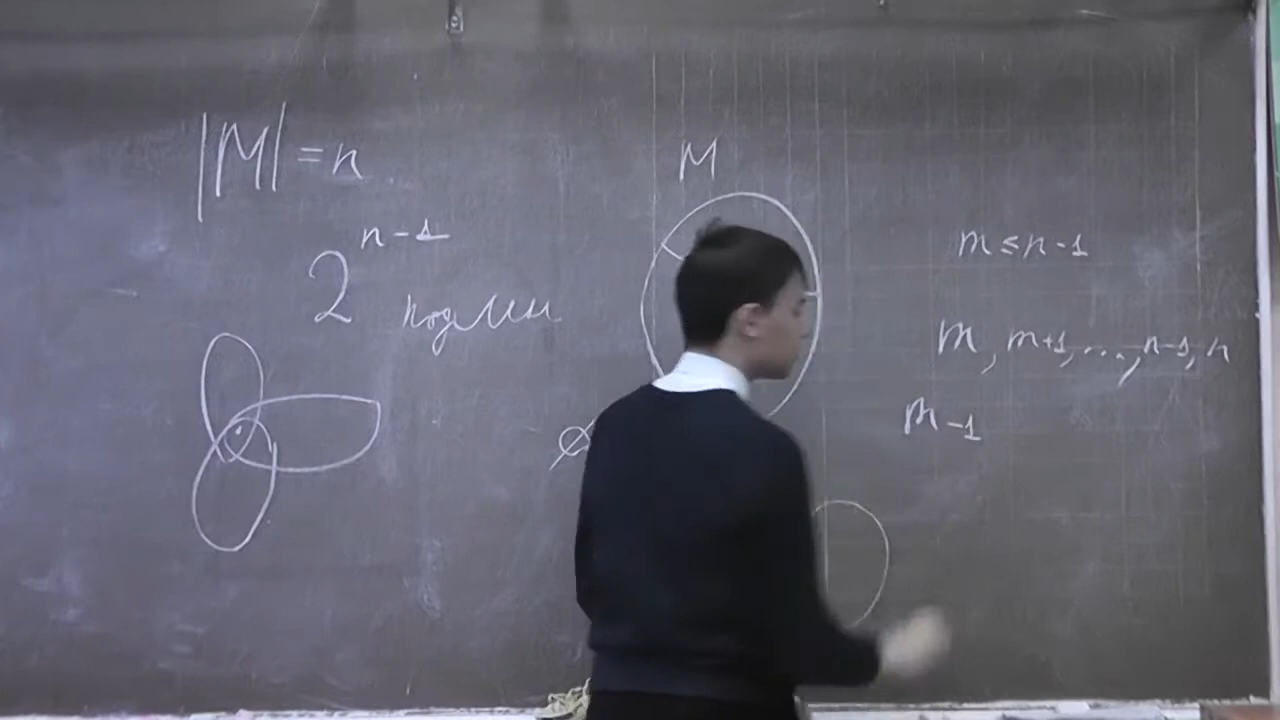 |M| = n
2^{n-1} подмн
M
∅
m ≤ n-1
m, m+1, ..., n-1, n
m-1